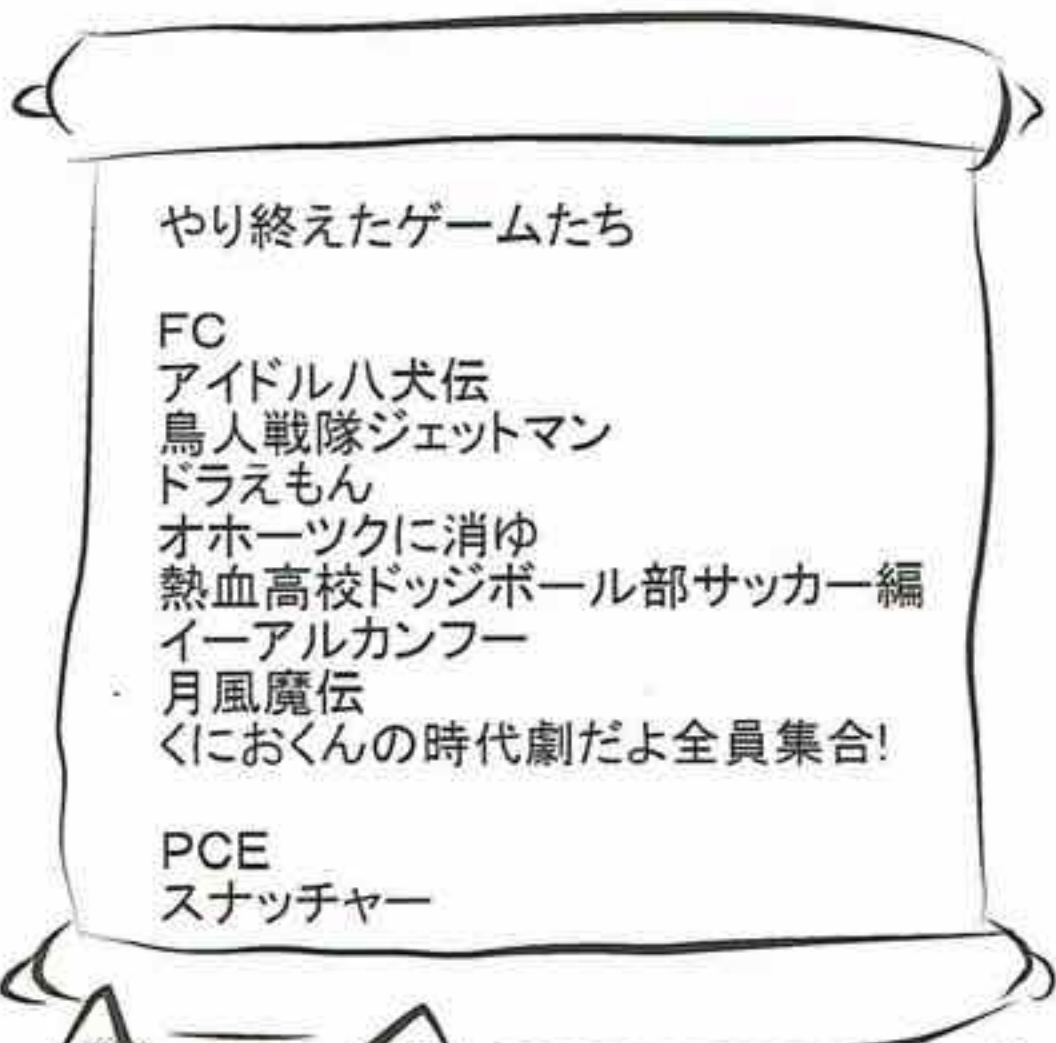 やり終えたゲームたち
FC
アイドル八犬伝
鳥人戦隊ジェットマン
ドラえもん
オホーツクに消ゆ
熱血高校ドッジボール部サッカー編
イーアルカンフー
月風魔伝
くにおくんの時代劇だよ全員集合!
PCE
スナッチャー